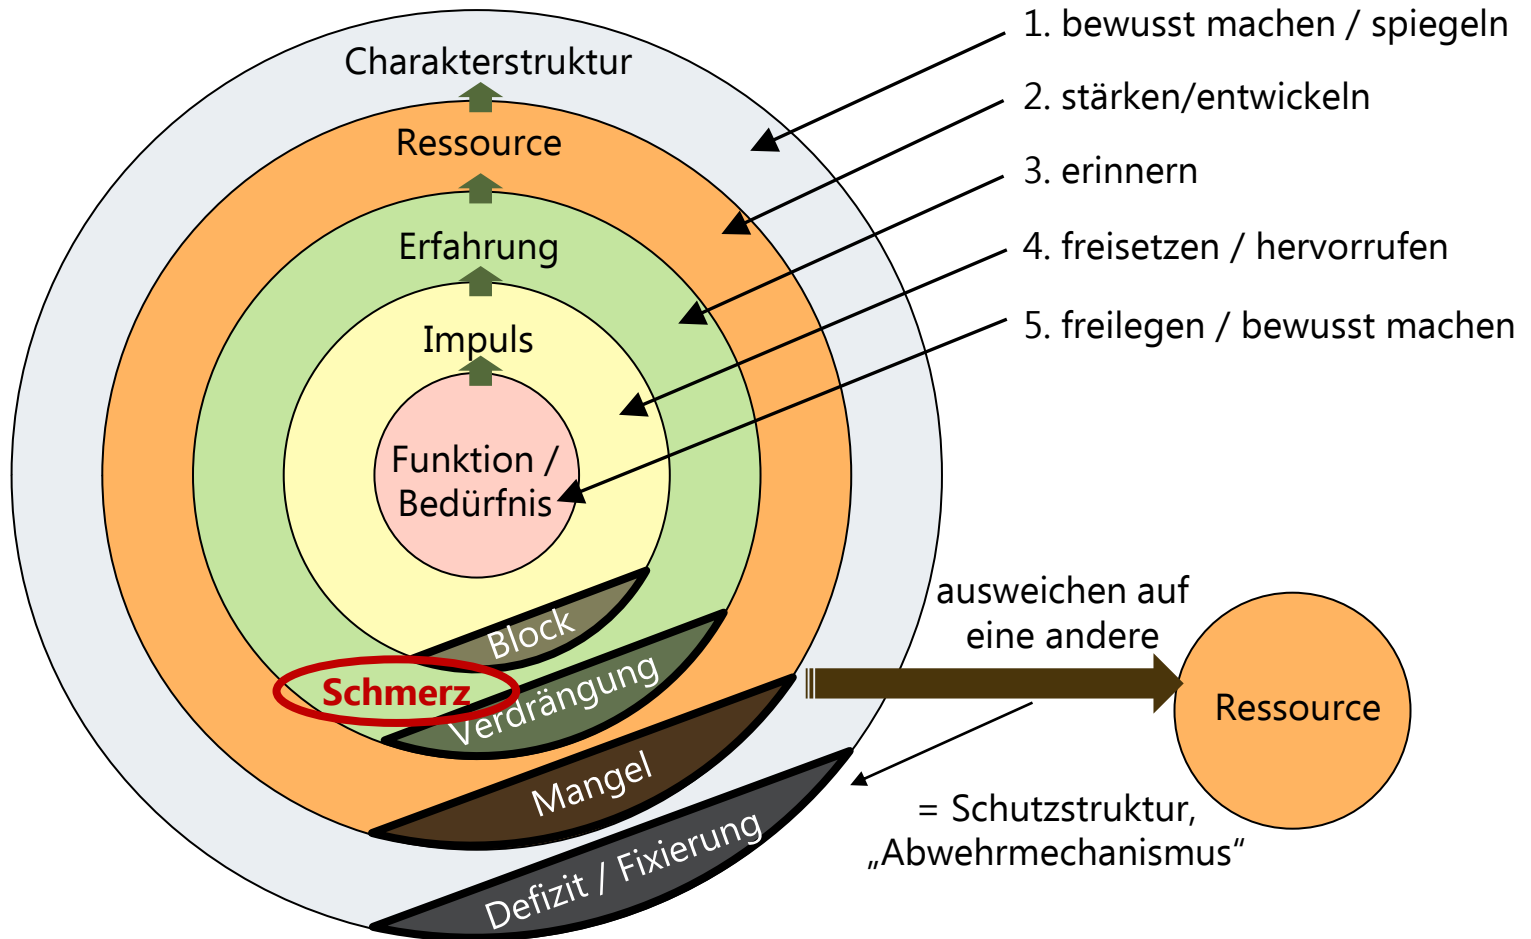 1. bewusst machen / spiegeln
Charakterstruktur
2. stärken/entwickeln
Ressource
3. erinnern
Erfahrung
4. freisetzen / hervorrufen
Impuls
5. freilegen / bewusst machen
Funktion /
Bedürfnis
Block
Schmerz
Verdrängung
Mangel
Defizit / Fixierung
ausweichen auf
eine andere
Ressource
= Schutzstruktur,
„Abwehrmechanismus“